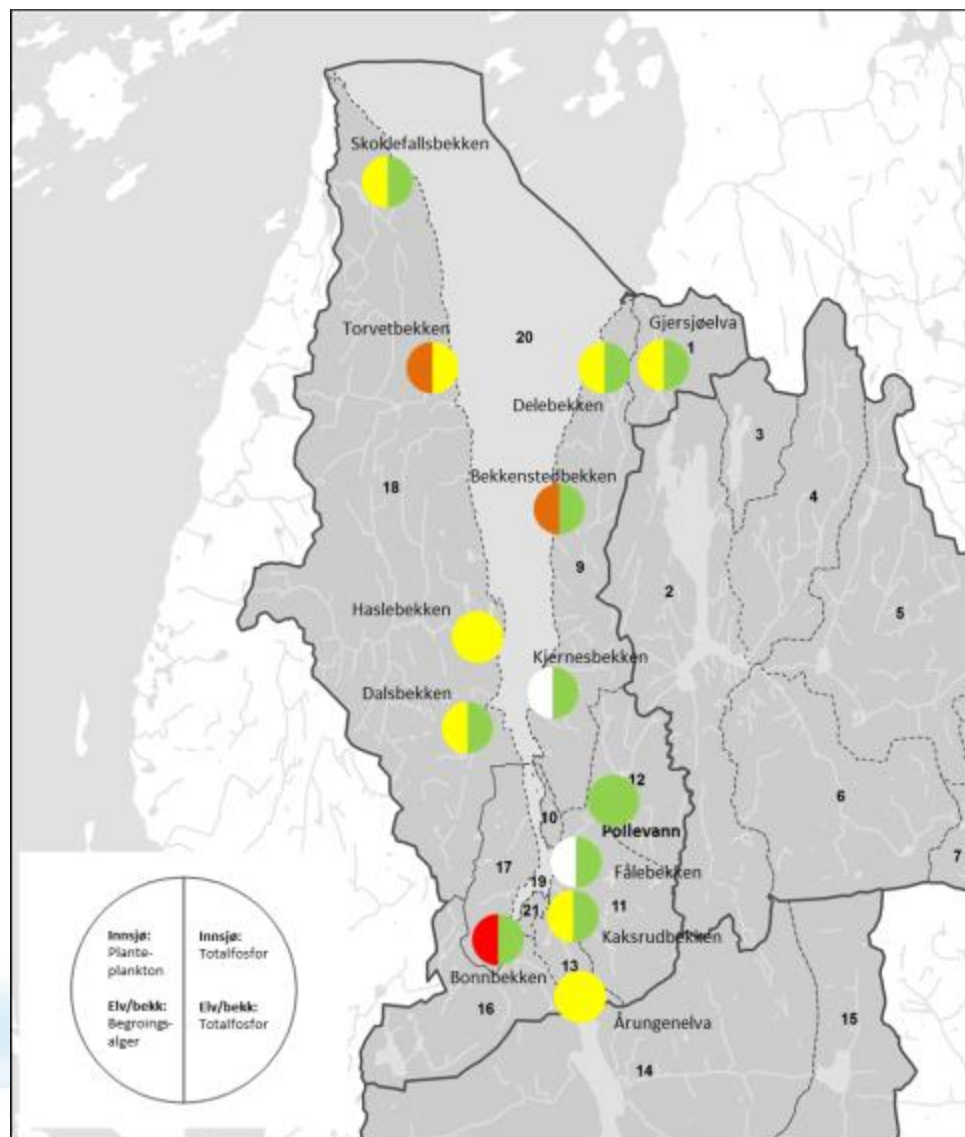 Skoklefallsbekken
Torvetbekken
20
Gjersjøelva
1
Delebekken
3
4
Bekkenstedbekken
18
9
2
5
Haslebekken
Kjernesbekken
Dalsbekken
12
6
10
Pollevann
7
17
Fålebekken
19
21
11
Kaksrudbekken
Bonnbekken
13
16
Årungenelva
15
14
Innsjø:
Plante-
plankton
Innsjø:
Totalfosfor
Elv/bekk:
Begroings-
alger
Elv/bekk:
Totalfosfor